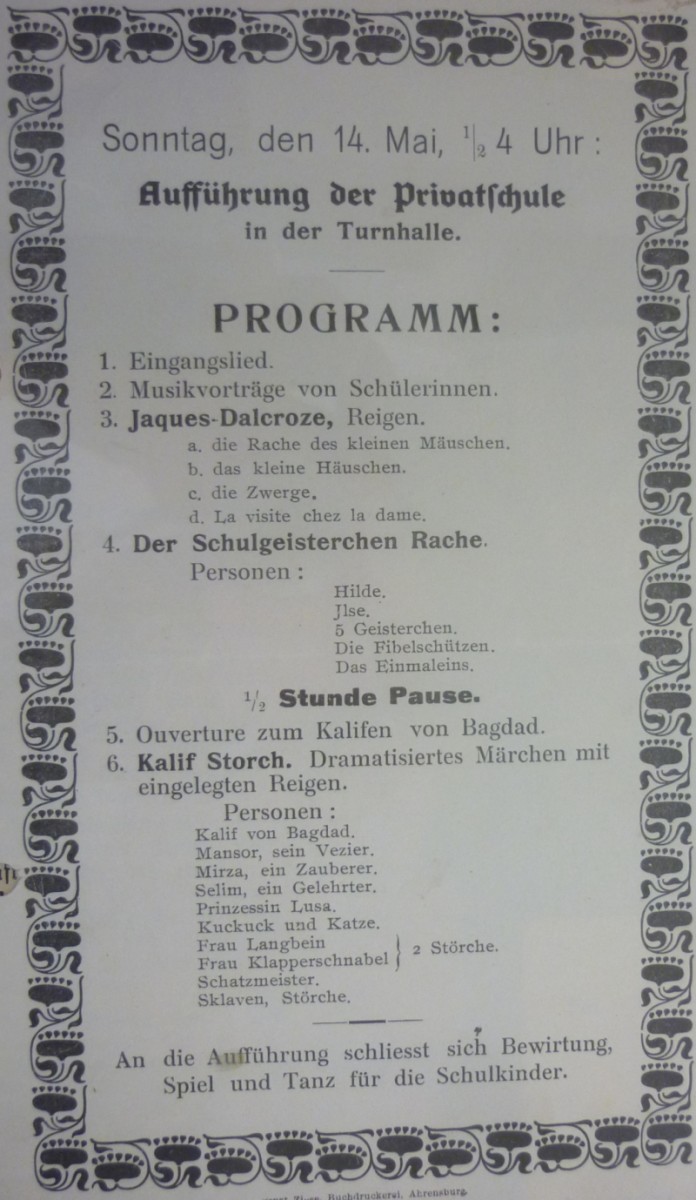 Sonntag, den 14. Mai, 1/2 4 Uhr:
Aufführung der Privatſchule
in der Turnhalle.
PROGRAMM:
1. Eingangslied.
2. Musikvorträge von Schülerinnen.
3. Jaques-Dalcroze, Reigen.
a. die Rache des kleinen Mäuschen.
b. das kleine Häuschen.
c. die Zwerge.
d. La visite chez la dame.
4. Der Schulgeisterchen Rache.
Personen:
Hilde.
Jlse.
5 Geisterchen.
Die Fibelschützen.
Das Einmaleins.
1/2 Stunde Pause.
5. Ouverture zum Kalifen von Bagdad.
6. Kalif Storch. Dramatisiertes Märchen mit
eingelegten Reigen.
Personen:
Kalif von Bagdad.
Mansor, sein Vezier.
Mirza, ein Zauberer.
Selim, ein Gelehrter.
Prinzessin Lusa.
Kuckuck und Katze.
Frau Langbein
Frau Klapperschnabel } 2 Störche.
Schatzmeister.
Sklaven, Störche.
An die Aufführung schliesst sich Bewirtung,
Spiel und Tanz für die Schulkinder.
Buchdruckerei, Ahrensburg